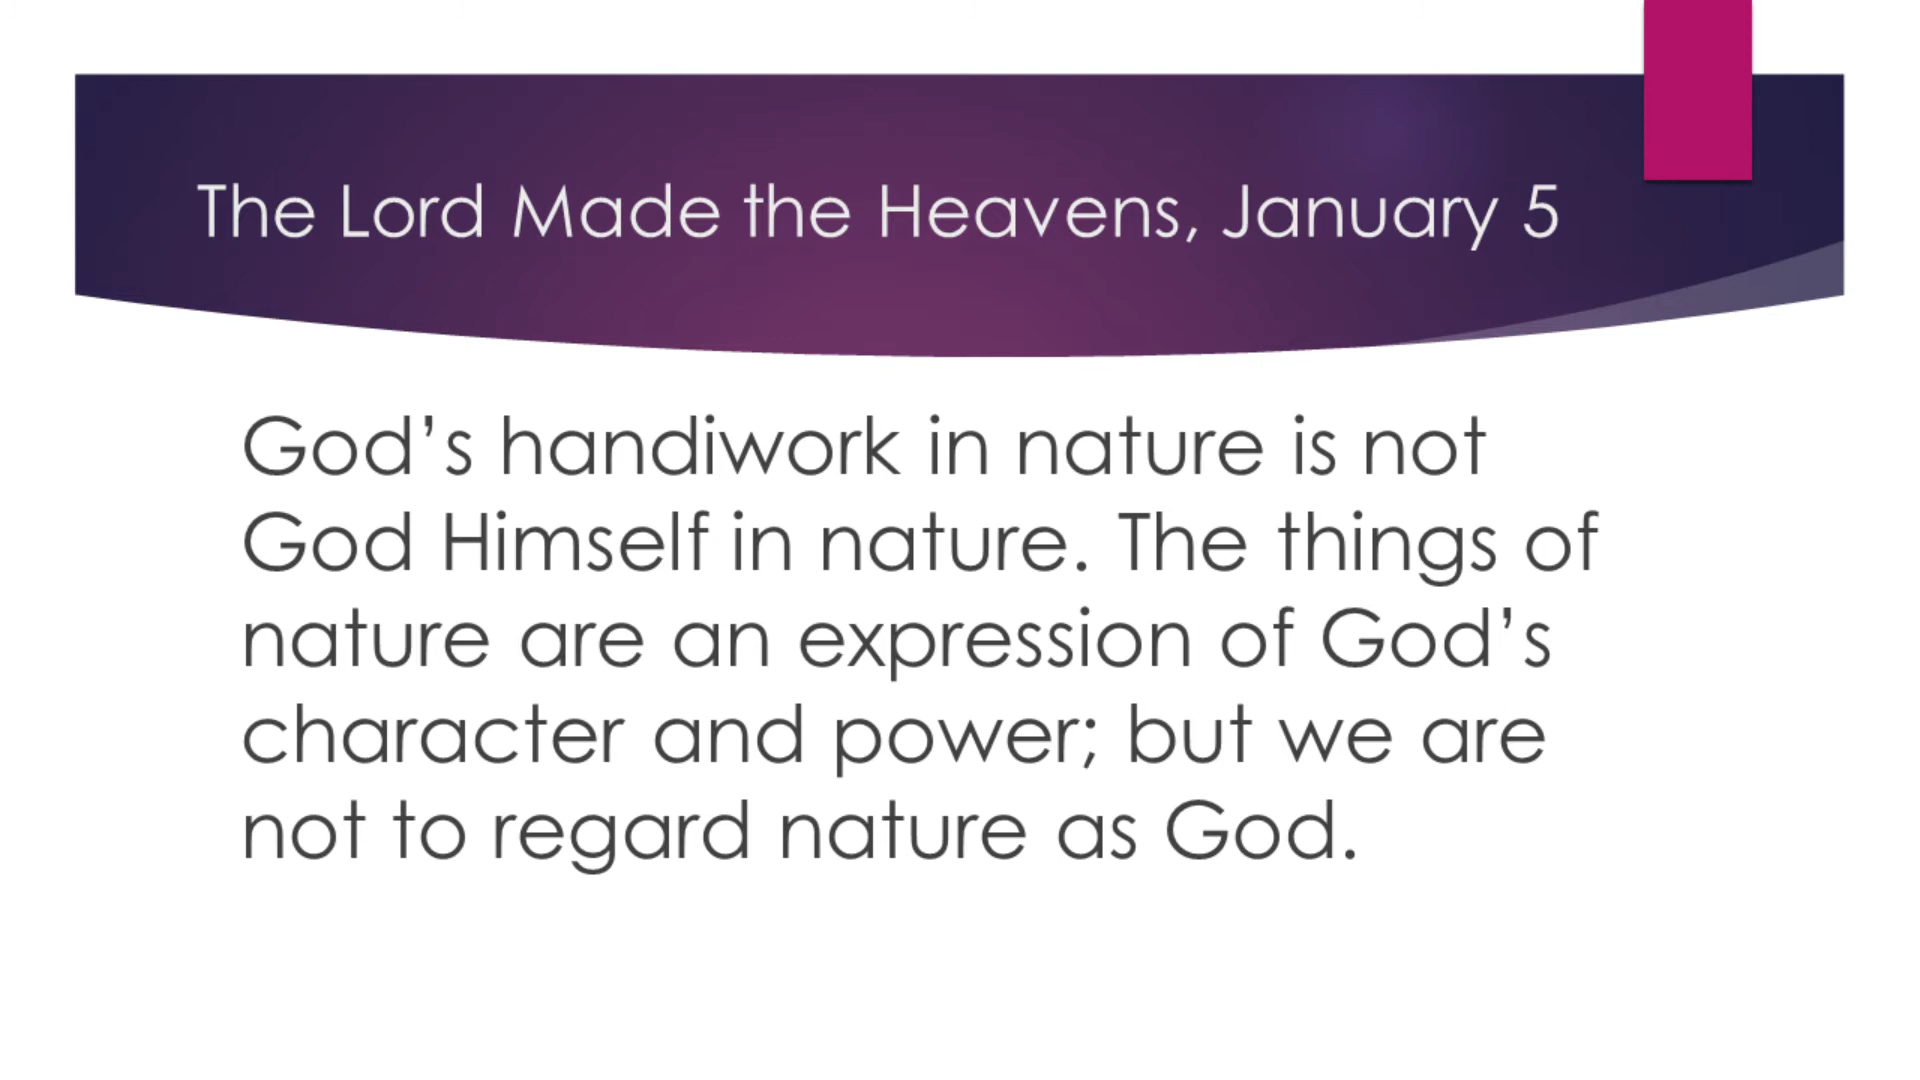 The Lord Made the Heavens, January 5
God’s handiwork in nature is not
God Himself in nature. The things of
nature are an expression of God’s
character and power; but we are
not to regard nature as God.